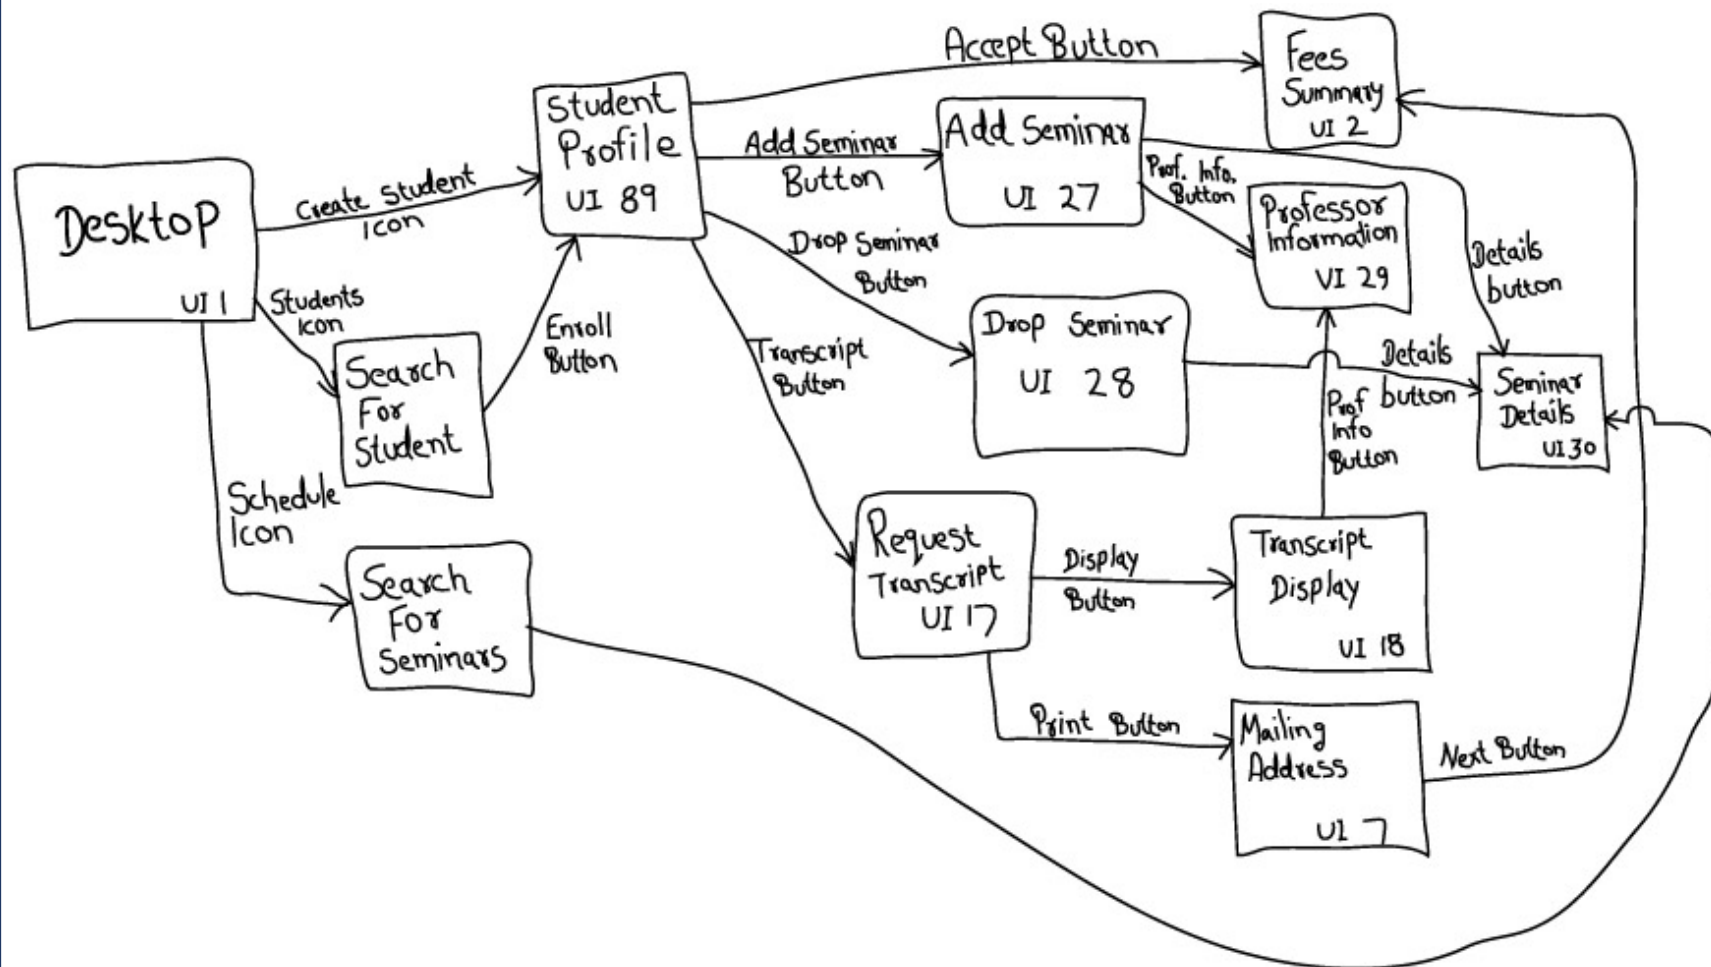 Accept Button
Fees
Summary
UI 2
Student
Profile
UI 89
Add Seminar
Button
Add Seminar
UI 27
Prof. Info.
Button
Professor
Information
UI 29
Desktop
UI 1
Create Student
Icon
Drop Seminar
Button
Details
button
Students
Icon
Enroll
Button
Search
For
Student
Transcript
Button
Drop Seminar
UI 28
Details
button
Seminar
Details
UI 30
Prof
Info
Button
Schedule
Icon
Search
For
Seminars
Request
Transcript
UI 17
Display
Button
Transcript
Display
UI 18
Print Button
Mailing
Address
UI 7
Next Button